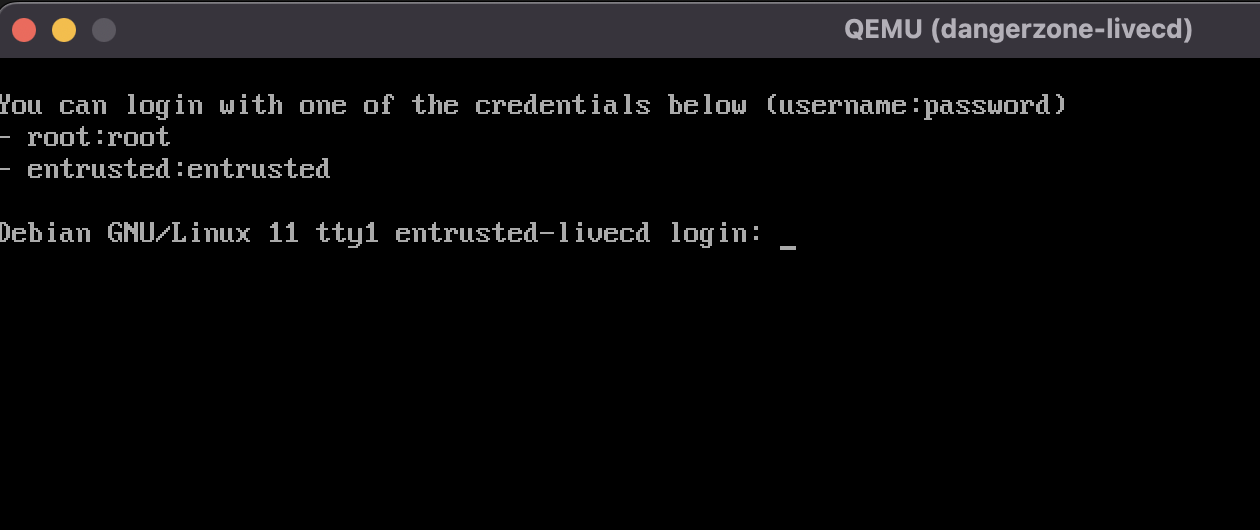 QEMU (dangerzone-livecd)
You can login with one of the credentials below (username:password)
- root:root
- entrusted:entrusted
Debian GNU/Linux 11 tty1 entrusted-livecd login: _